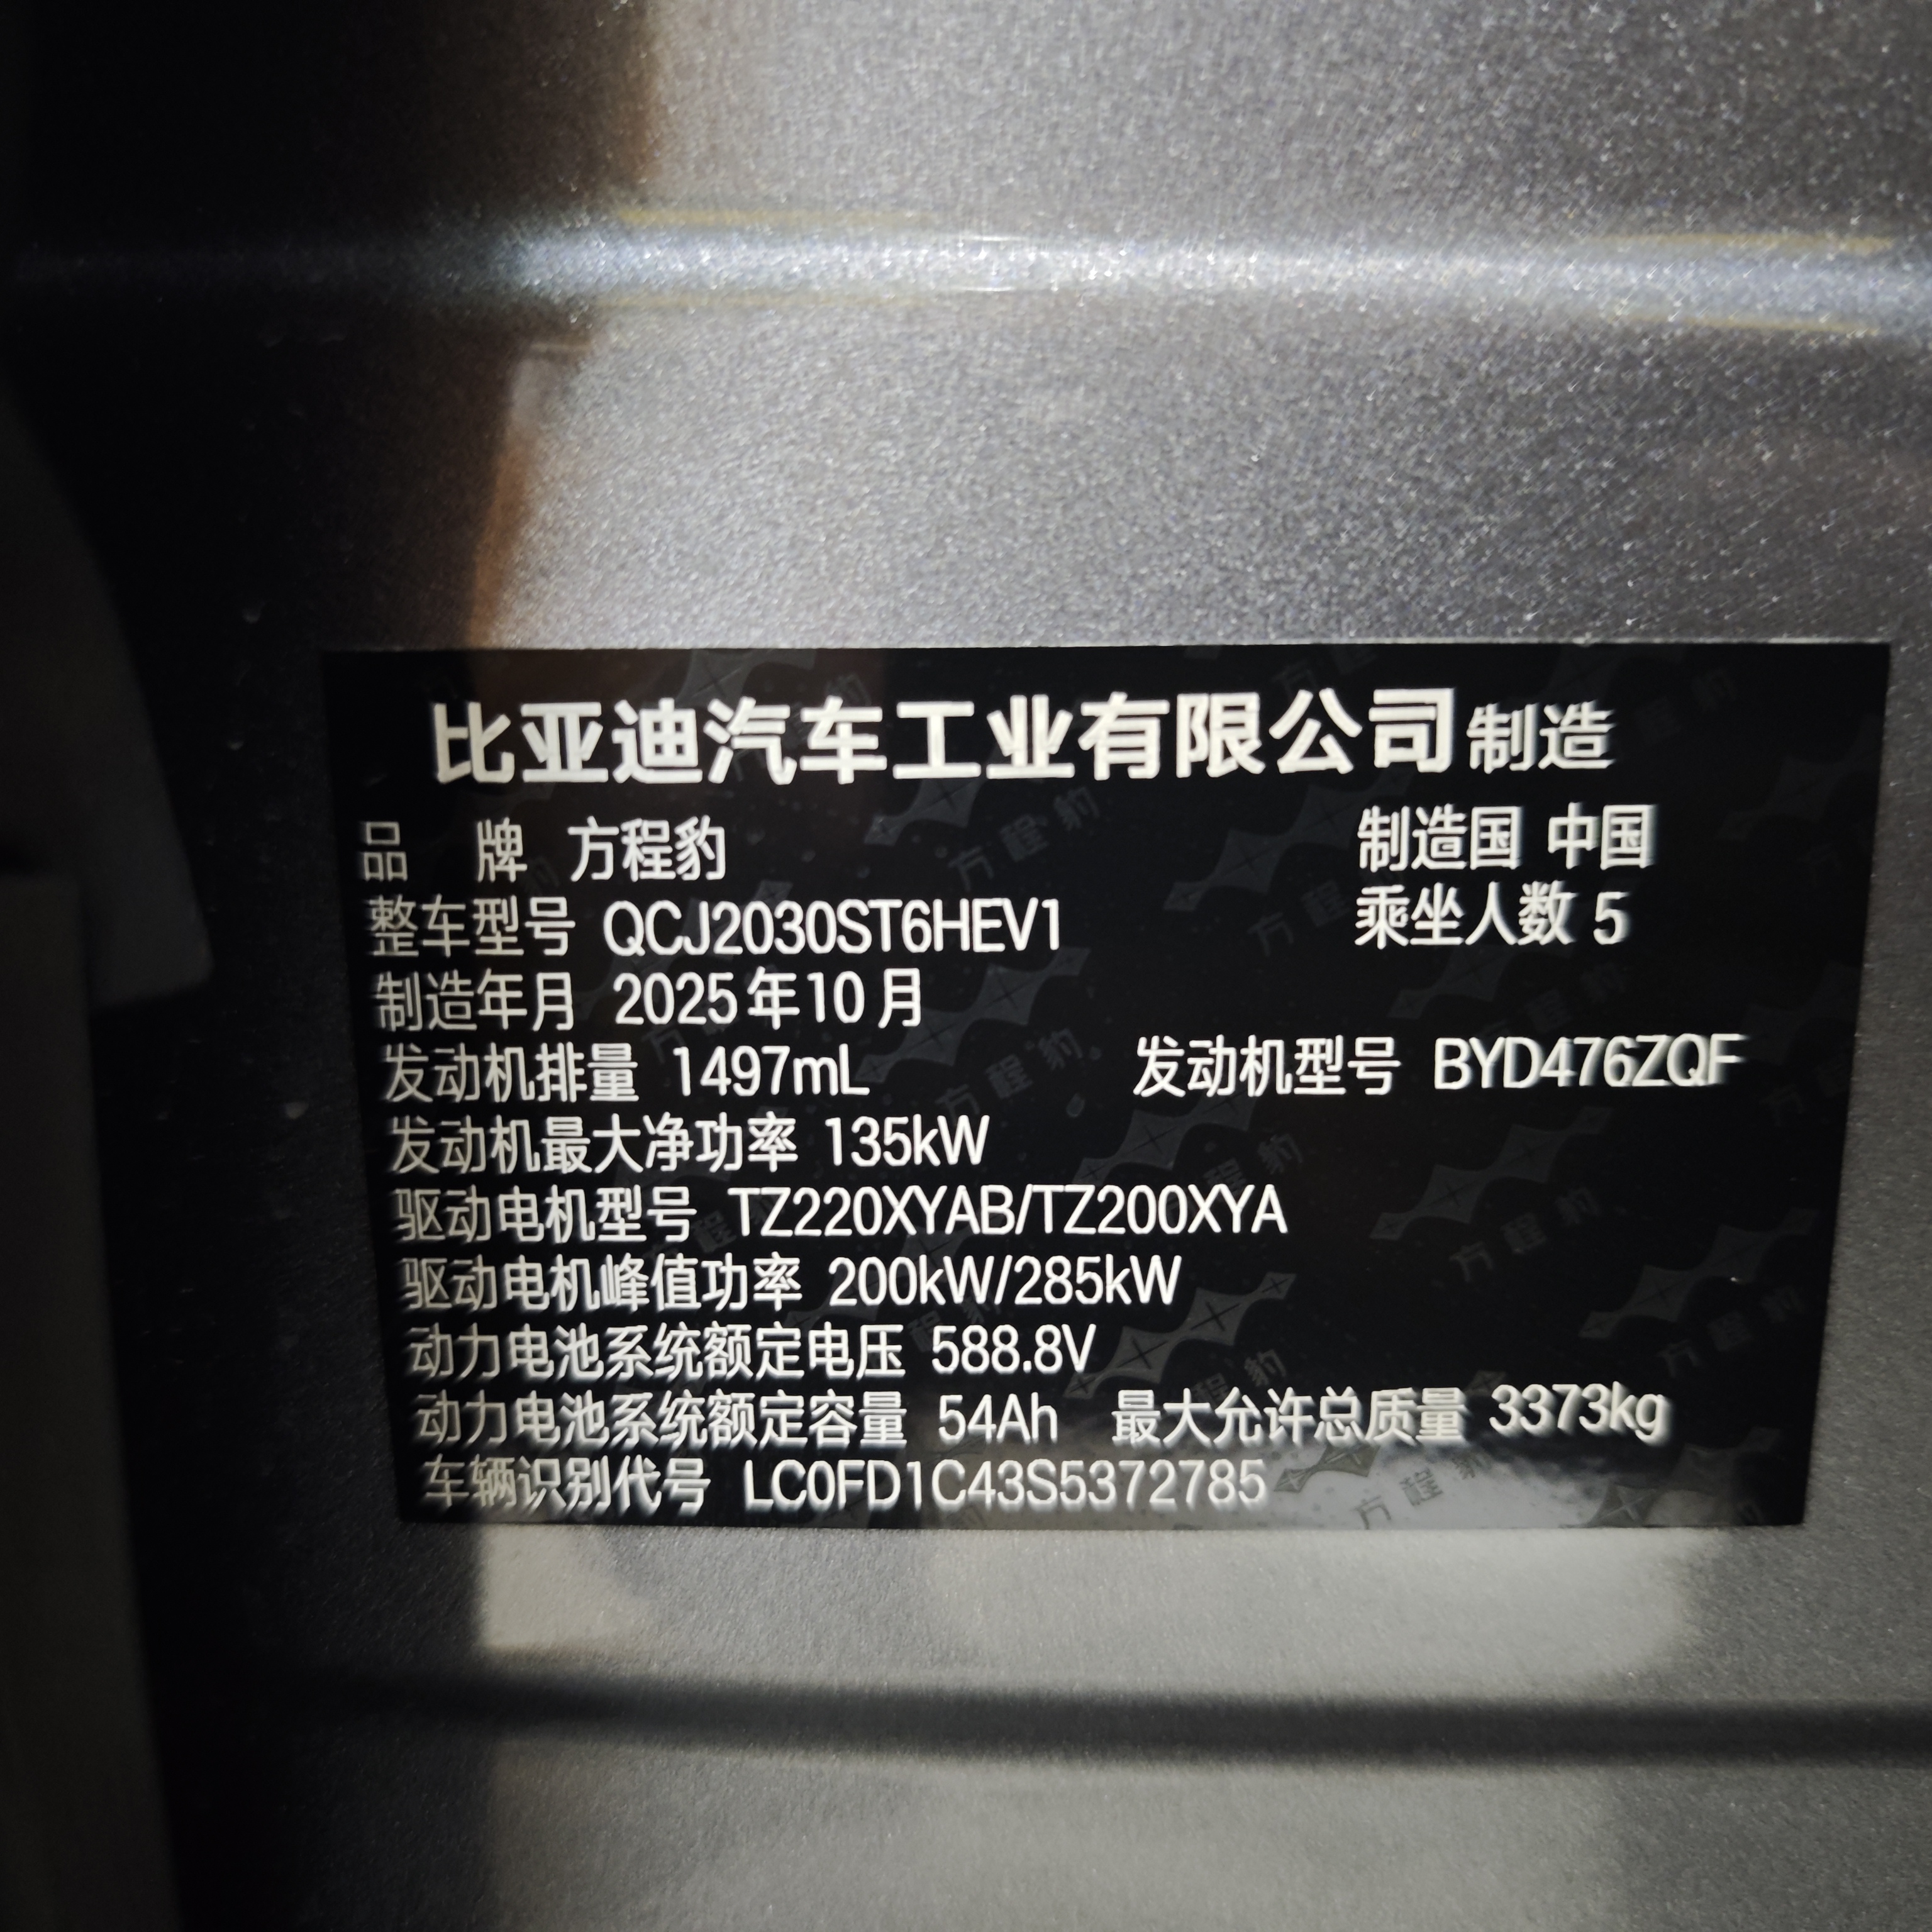 比亚迪汽车工业有限公司制造
品 牌 方程豹 制造国 中国
整车型号 QCJ2030ST6HEV1 乘坐人数 5
制造年月 2025年10月
发动机排量 1497mL 发动机型号 BYD476ZQF
发动机最大净功率 135kW
驱动电机型号 TZ220XYAB/TZ200XYA
驱动电机峰值功率 200kW/285kW
动力电池系统额定电压 588.8V
动力电池系统额定容量 54Ah 最大允许总质量 3373kg
车辆识别代号 LC0FD1C43S5372785